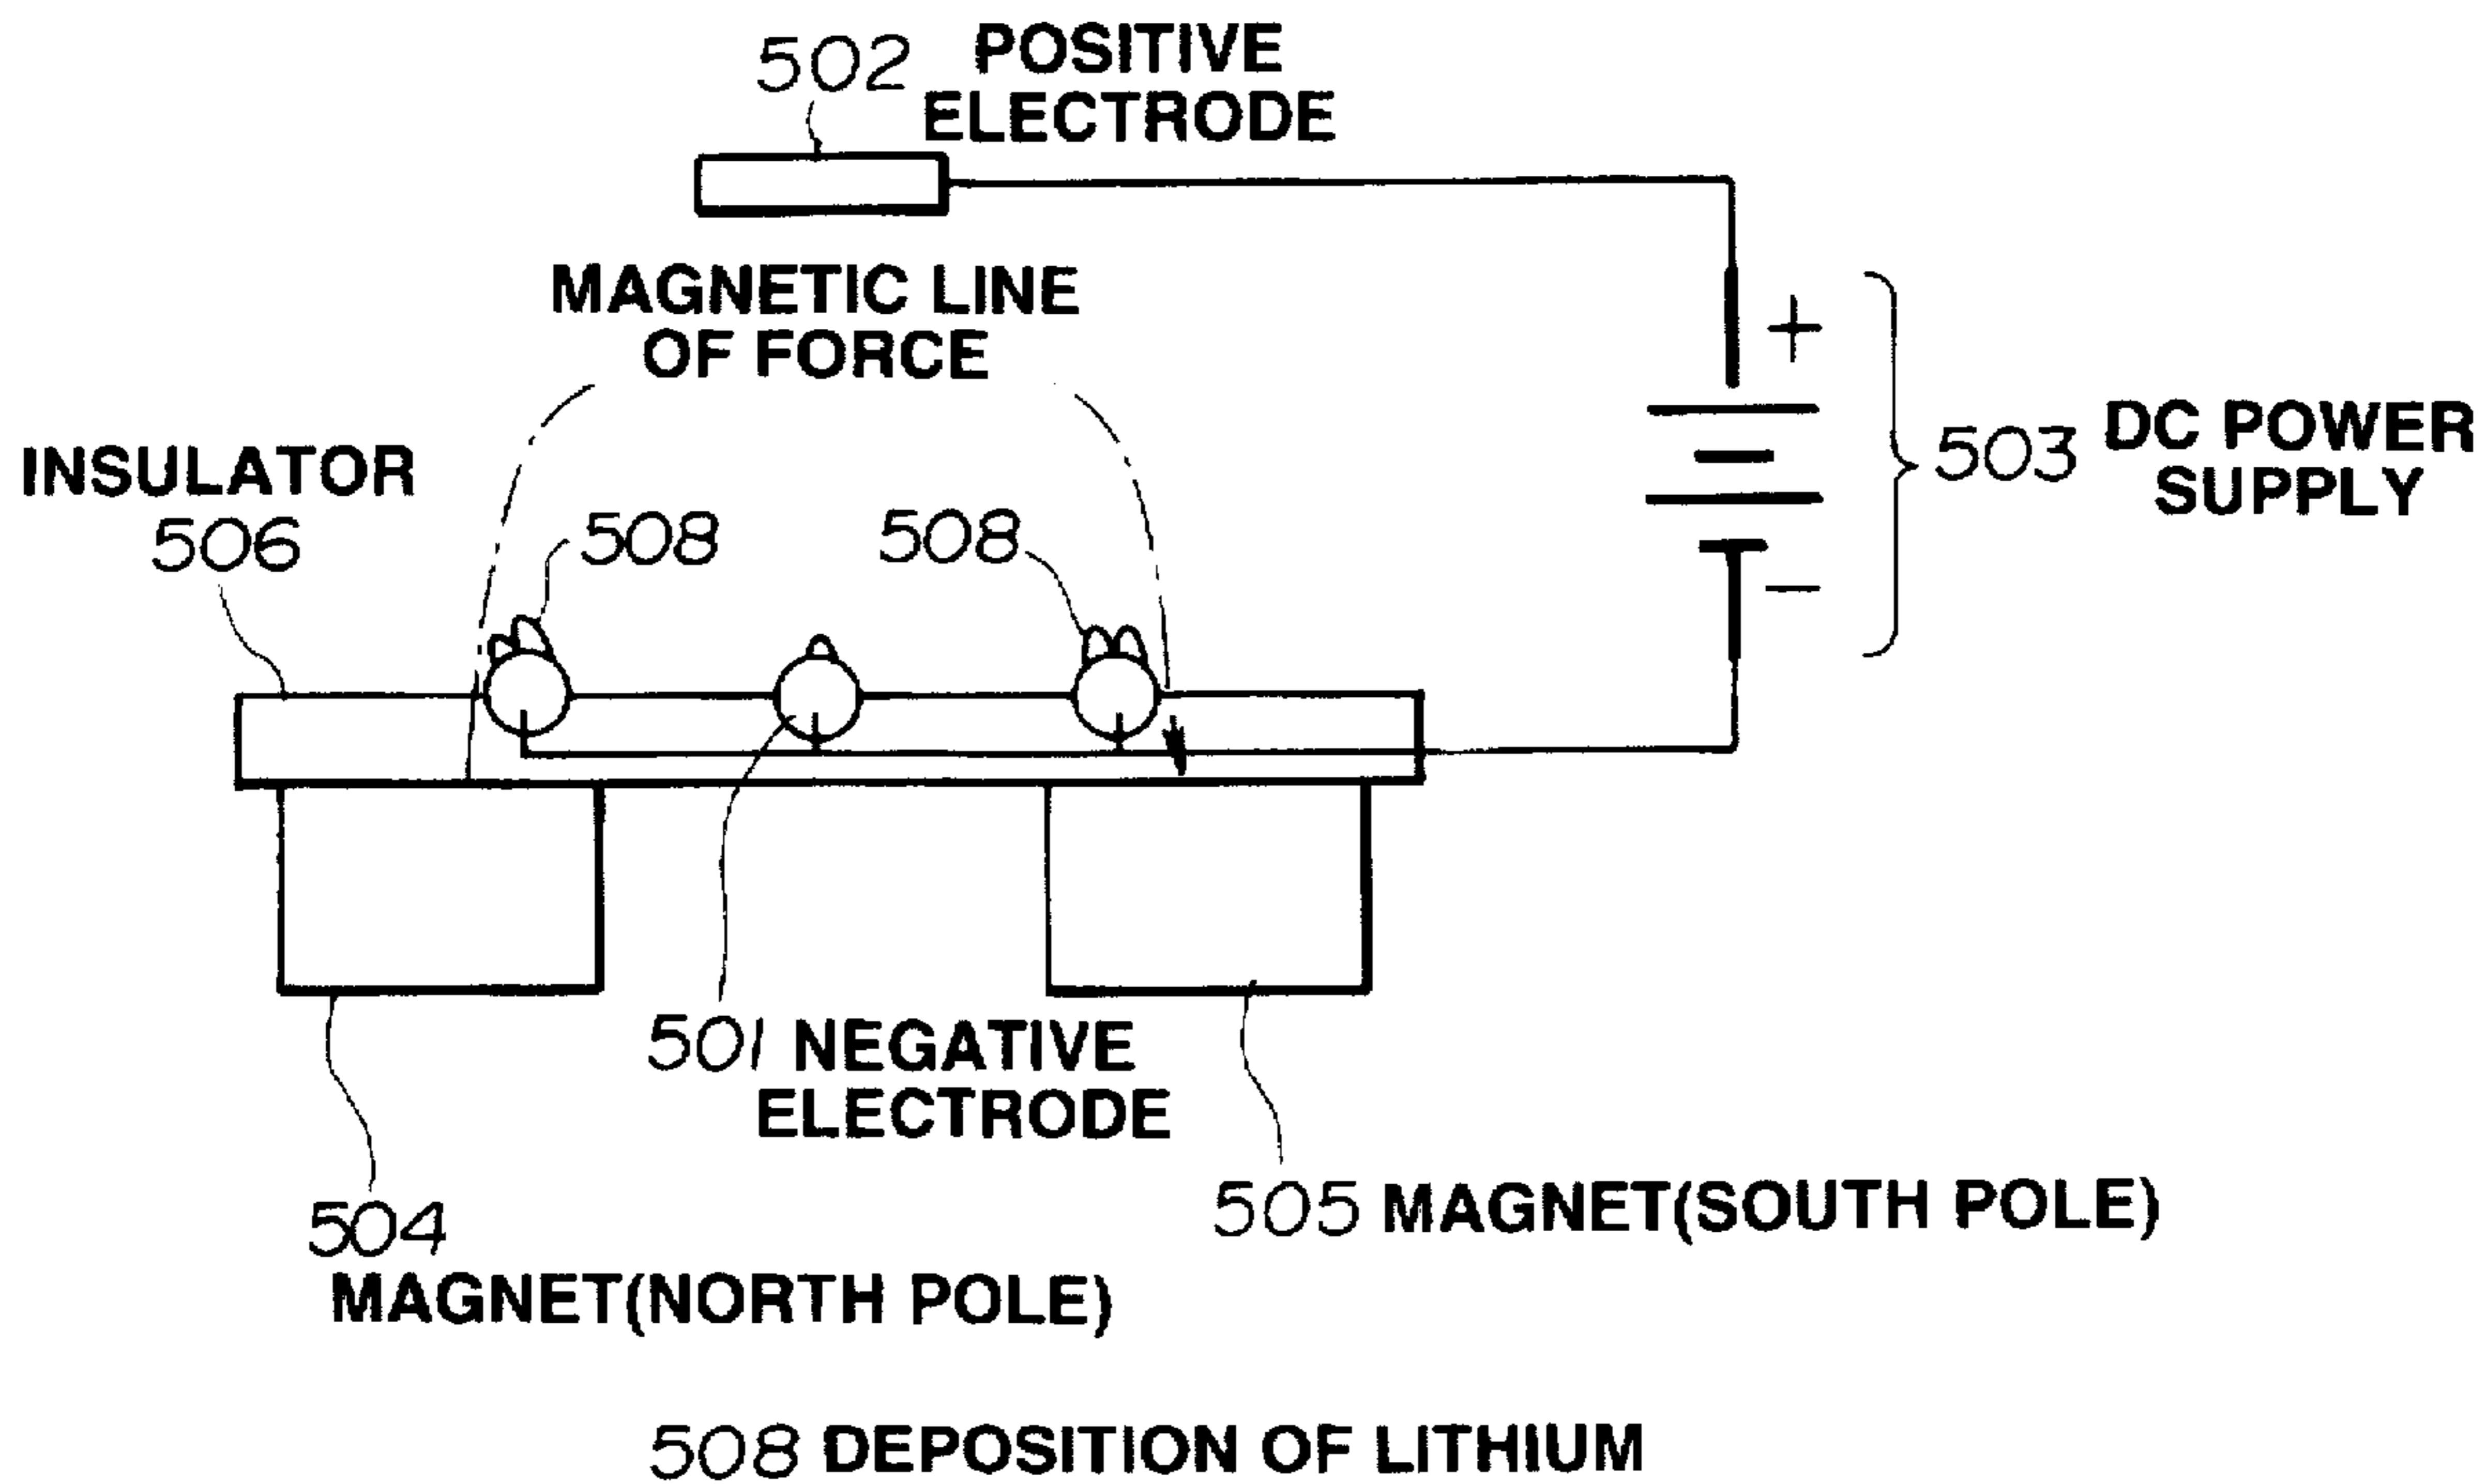 502 POSITIVE
ELECTRODE
MAGNETIC LINE
OF FORCE
+
503 DC POWER
SUPPLY
−
INSULATOR
506
508
508
501 NEGATIVE
ELECTRODE
505 MAGNET(SOUTH POLE)
504
MAGNET(NORTH POLE)
508 DEPOSITION OF LITHIUM